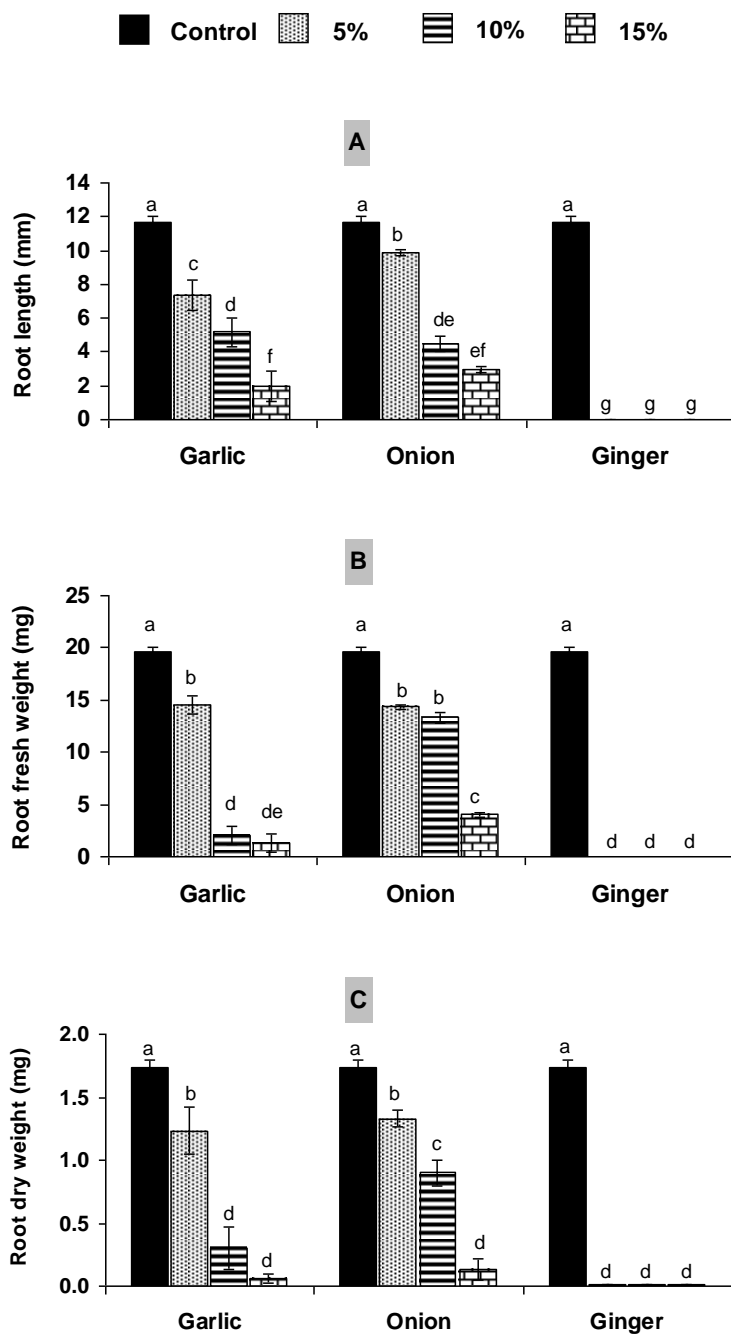 Control 5% 10% 15%
A
Root length (mm)
14
12
10
8
6
4
2
0
a
c
d
f
a
b
de
ef
a
g g g
Garlic Onion Ginger
B
Root fresh weight (mg)
25
20
15
10
5
0
a
b
d
de
a
b
b
c
a
d d d
Garlic Onion Ginger
C
Root dry weight (mg)
2.0
1.5
1.0
0.5
0.0
a
b
d
d
a
b
c
d
a
d d d
Garlic Onion Ginger